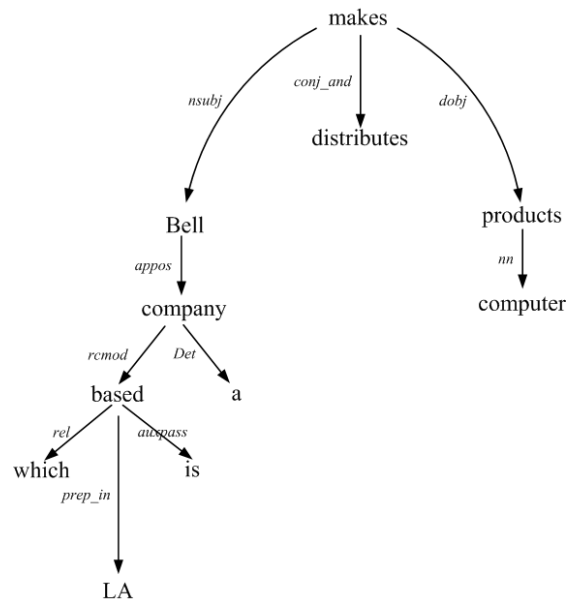 makes
nsubj
conj_and
dobj
distributes
Bell
products
appos
nn
company
computer
rcmod
Det
based
a
rel
auxpass
which
is
prep_in
LA